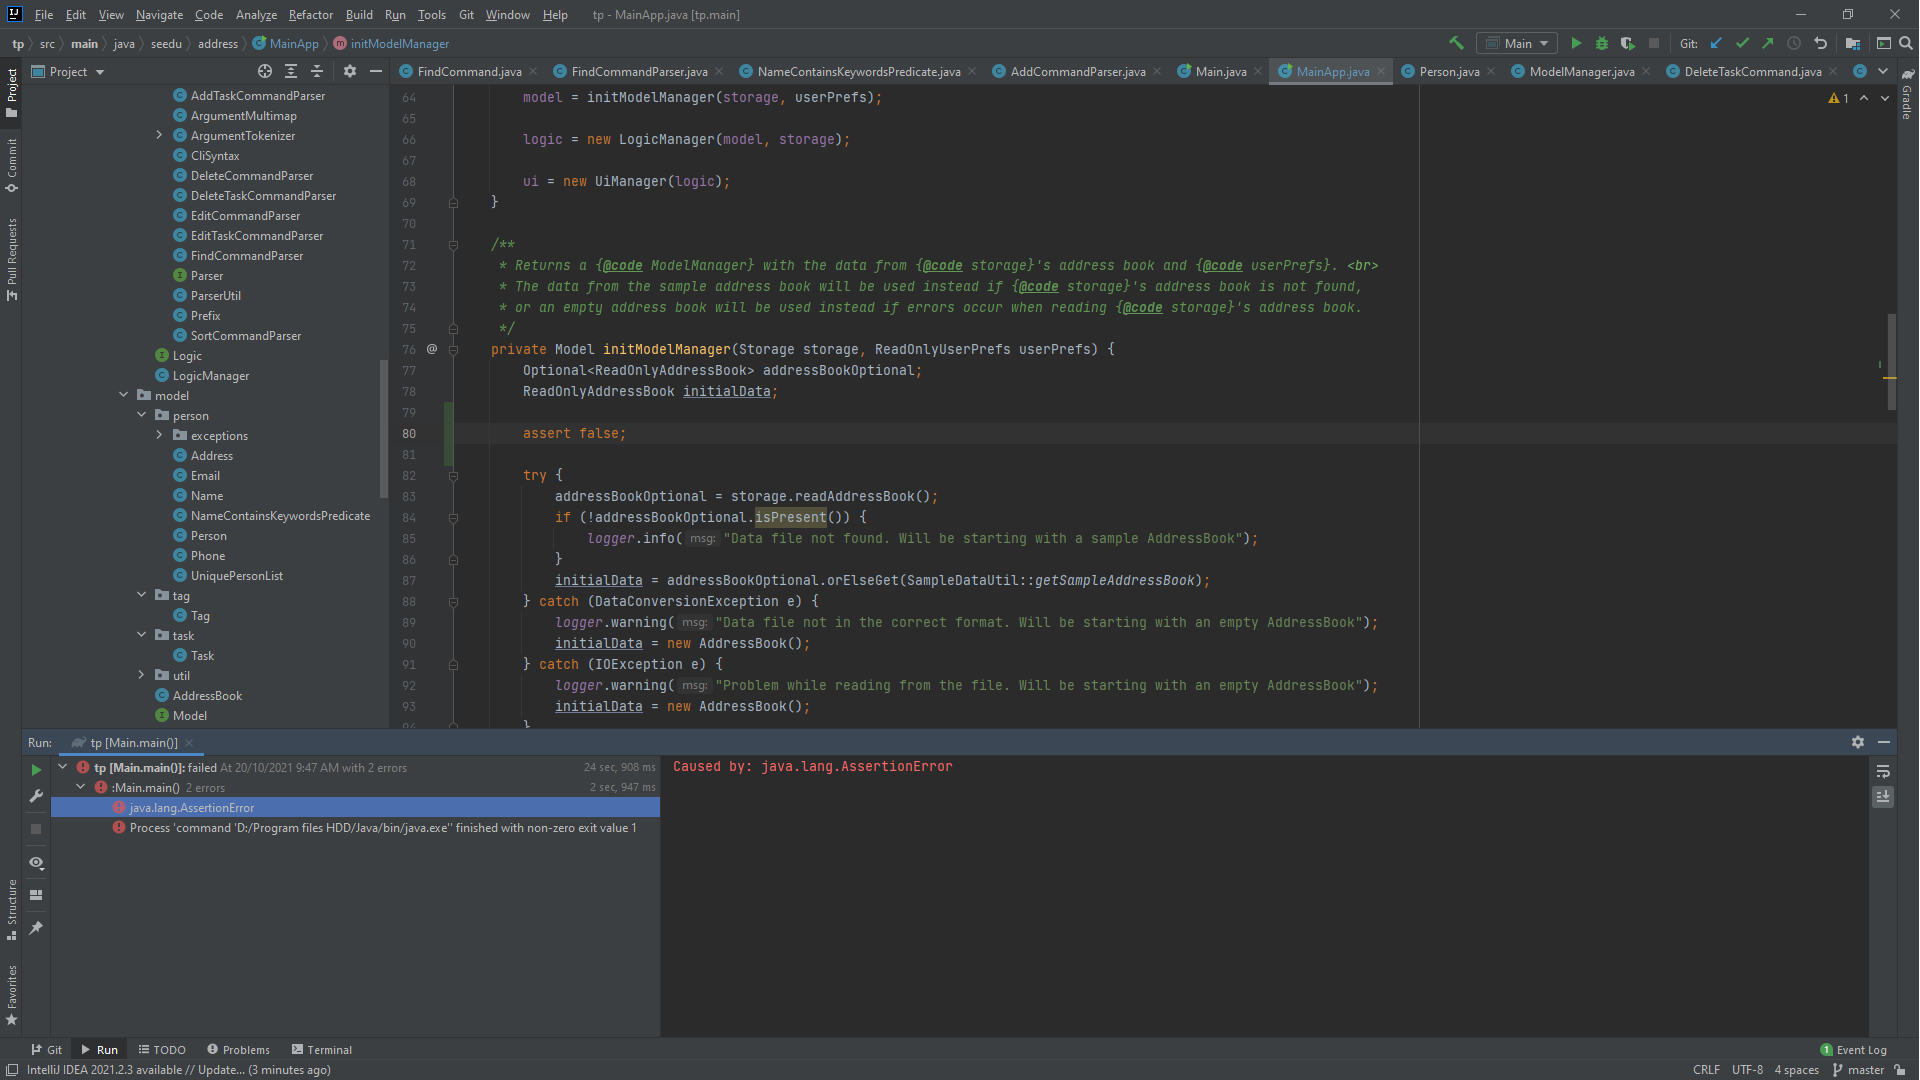 File Edit View Navigate Code Analyze Refactor Build Run Tools Git Window Help tp - MainApp.java [tp.main]
tp src main java seedu address MainApp initModelManager
Main Git:
Project
FindCommand.java FindCommandParser.java NameContainsKeywordsPredicate.java AddCommandParser.java Main.java MainApp.java Person.java ModelManager.java DeleteTaskCommand.java
Project
Commit
Pull Requests
Structure
Favorites
Gradle
AddTaskCommandParser
ArgumentMultimap
ArgumentTokenizer
CliSyntax
DeleteCommandParser
DeleteTaskCommandParser
EditCommandParser
EditTaskCommandParser
FindCommandParser
Parser
ParserUtil
Prefix
SortCommandParser
Logic
LogicManager
model
person
exceptions
Address
Email
Name
NameContainsKeywordsPredicate
Person
Phone
UniquePersonList
tag
Tag
task
Task
util
AddressBook
Model
1
64 model = initModelManager(storage, userPrefs);
65
66 logic = new LogicManager(model, storage);
67
68 ui = new UiManager(logic);
69 }
70
71 /**
72 * Returns a {@code ModelManager} with the data from {@code storage}'s address book and {@code userPrefs}. <br>
73 * The data from the sample address book will be used instead if {@code storage}'s address book is not found,
74 * or an empty address book will be used instead if errors occur when reading {@code storage}'s address book.
75 */
76 @ private Model initModelManager(Storage storage, ReadOnlyUserPrefs userPrefs) {
77 Optional<ReadOnlyAddressBook> addressBookOptional;
78 ReadOnlyAddressBook initialData;
79
80 assert false;
81
82 try {
83 addressBookOptional = storage.readAddressBook();
84 if (!addressBookOptional.isPresent()) {
85 logger.info( msg: "Data file not found. Will be starting with a sample AddressBook");
86 }
87 initialData = addressBookOptional.orElseGet(SampleDataUtil::getSampleAddressBook);
88 } catch (DataConversionException e) {
89 logger.warning( msg: "Data file not in the correct format. Will be starting with an empty AddressBook");
90 initialData = new AddressBook();
91 } catch (IOException e) {
92 logger.warning( msg: "Problem while reading from the file. Will be starting with an empty AddressBook");
93 initialData = new AddressBook();
94 }
Run: tp [Main.main()]
tp [Main.main()]: failed At 20/10/2021 9:47 AM with 2 errors 24 sec, 908 ms
:Main.main() 2 errors 2 sec, 947 ms
java.lang.AssertionError
Process 'command 'D:/Program files HDD/Java/bin/java.exe'' finished with non-zero exit value 1
Caused by: java.lang.AssertionError
Git Run TODO Problems Terminal 1 Event Log
IntelliJ IDEA 2021.2.3 available // Update... (3 minutes ago) CRLF UTF-8 4 spaces master